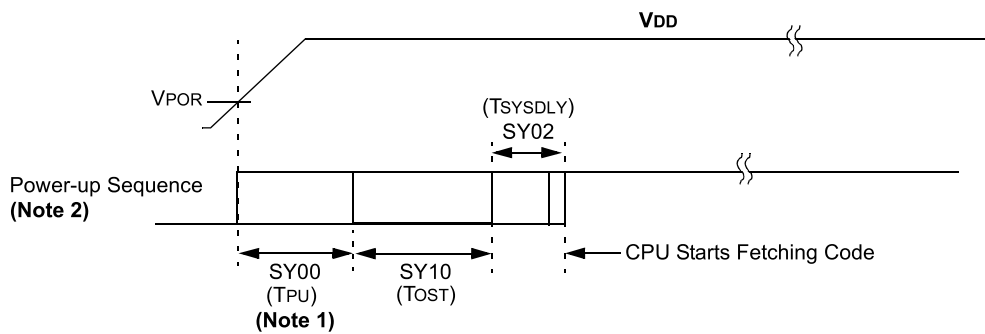 VDD
VPOR
(TSYSDLY)
SY02
Power-up Sequence
(Note 2)
CPU Starts Fetching Code
SY00
(TPU)
(Note 1)
SY10
(TOST)